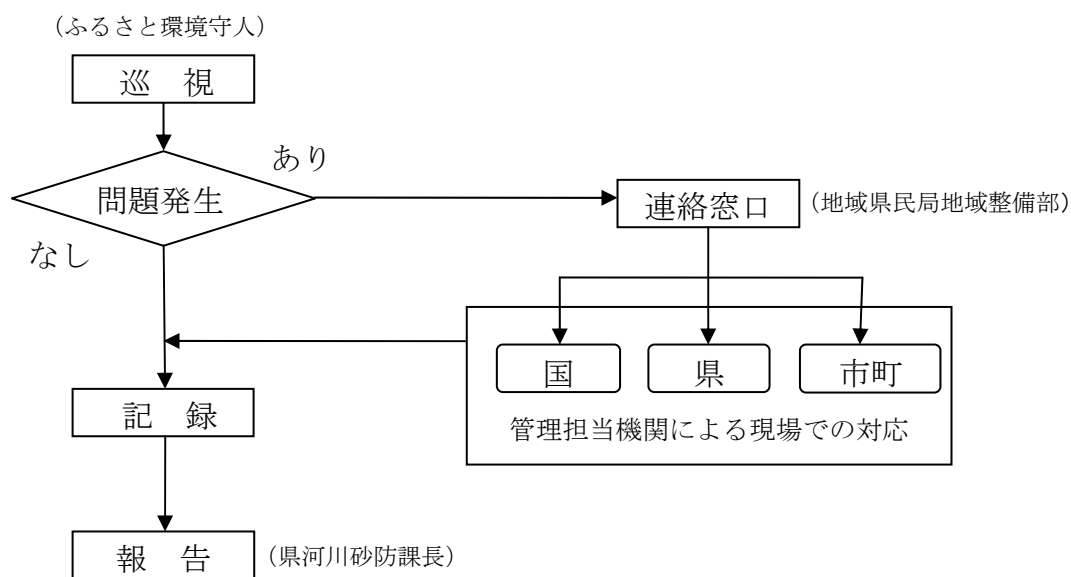 （ふるさと環境守人）
巡　視
あり
問題発生
連絡窓口
（地域県民局地域整備部）
なし
国
県
市町
管理担当機関による現場での対応
記　録
報　告
（県河川砂防課長）